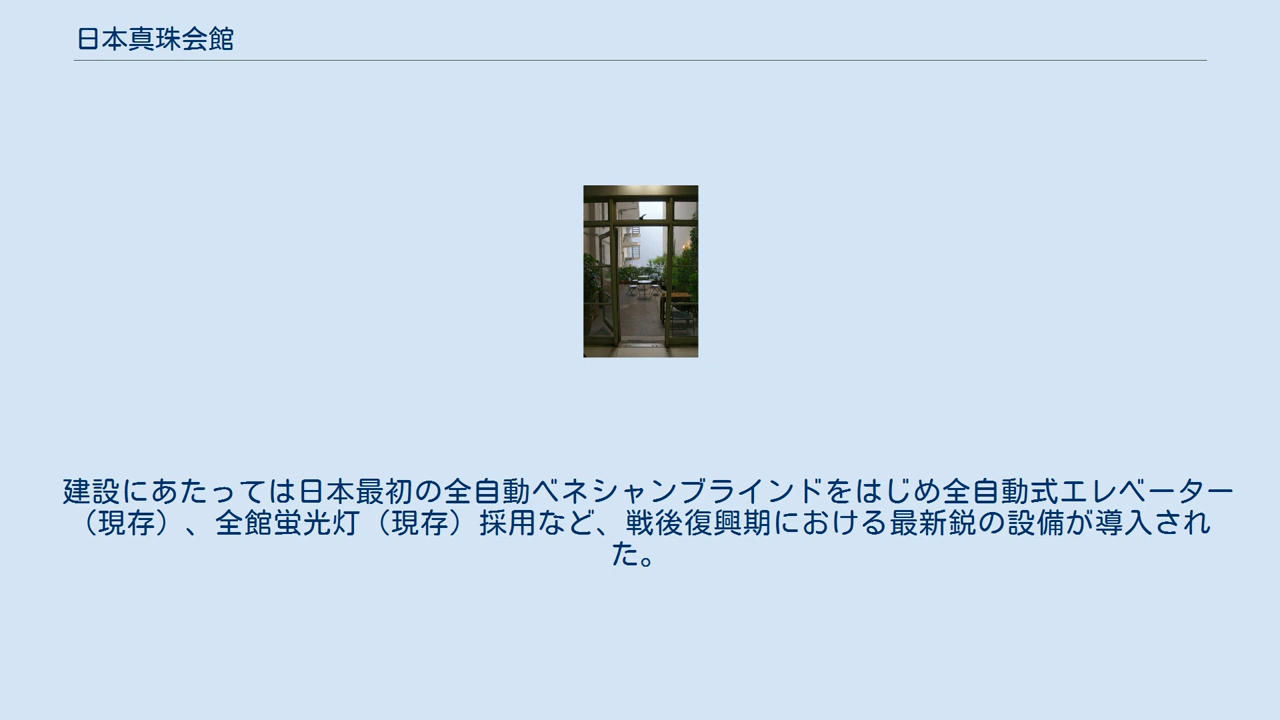 日本真珠会館
建設にあたっては日本最初の全自動ベネシャンブラインドをはじめ全自動式エレベーター
（現存）、全館蛍光灯（現存）採用など、戦後復興期における最新鋭の設備が導入され
た。